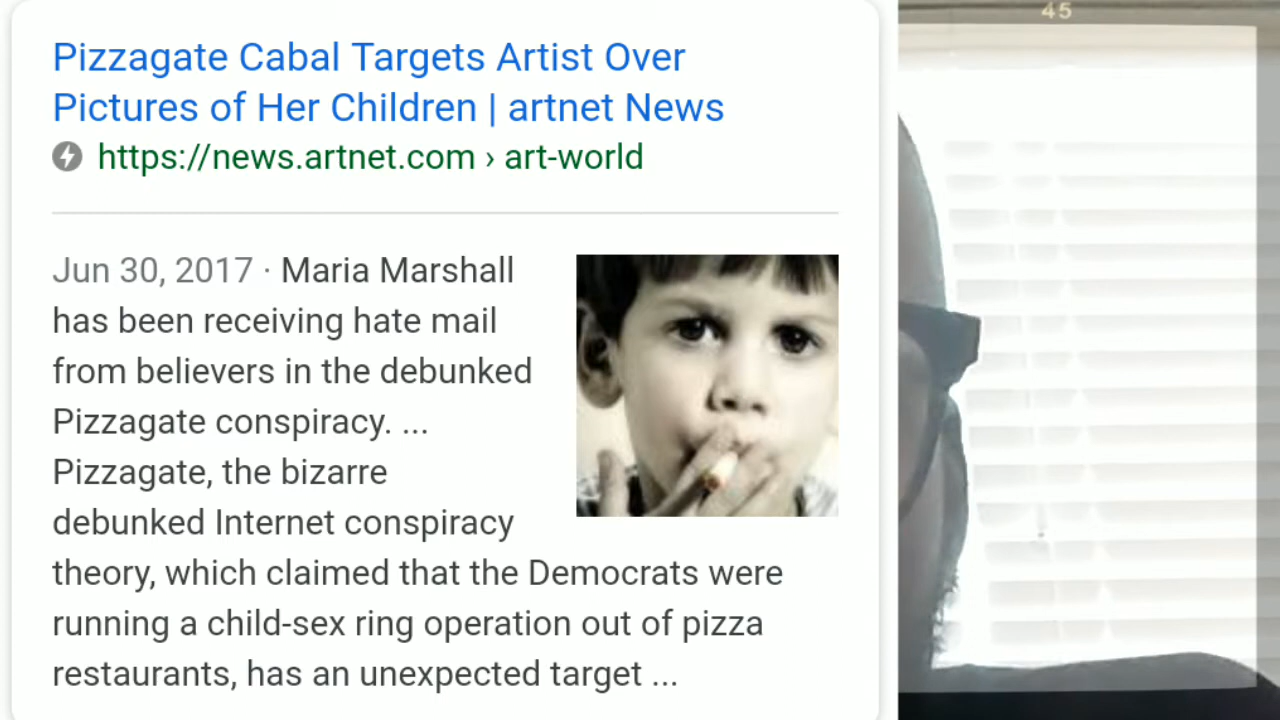 45
Pizzagate Cabal Targets Artist Over
Pictures of Her Children | artnet News
https://news.artnet.com › art-world
Jun 30, 2017 · Maria Marshall
has been receiving hate mail
from believers in the debunked
Pizzagate conspiracy. ...
Pizzagate, the bizarre
debunked Internet conspiracy
theory, which claimed that the Democrats were
running a child-sex ring operation out of pizza
restaurants, has an unexpected target ...